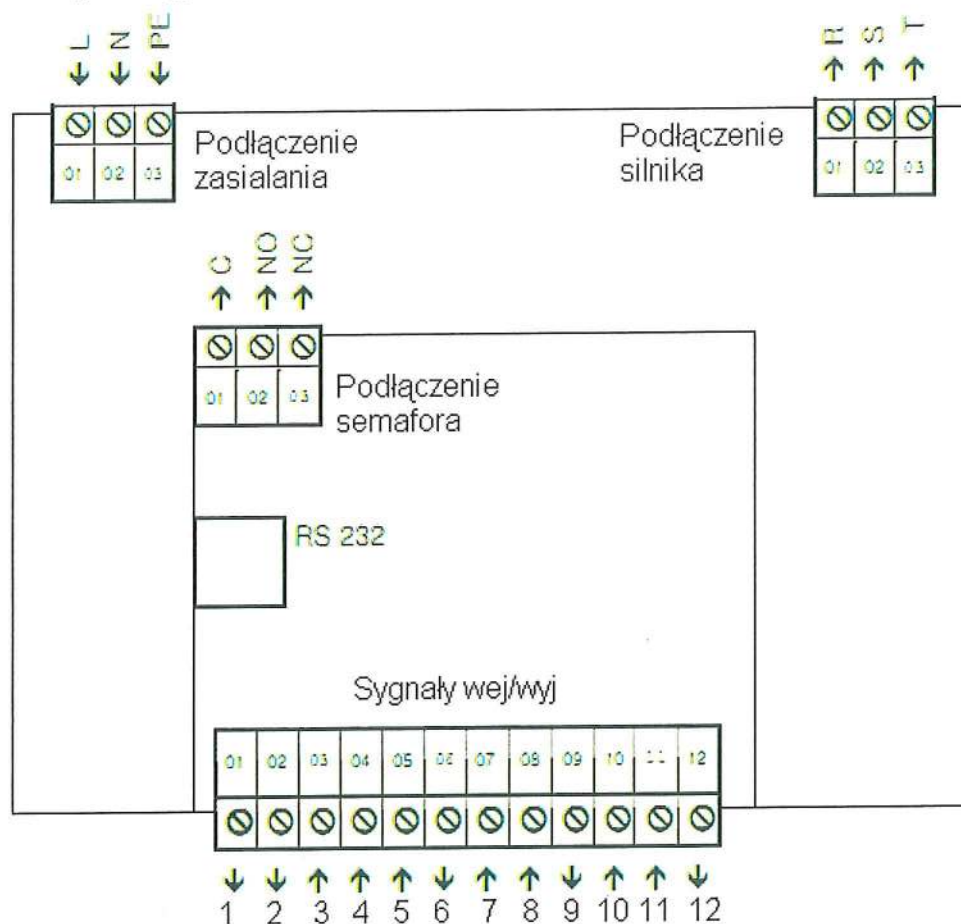 L N PE
R S T
Podłączenie
zasialania
01 02 03
Podłączenie
silnika
01 02 03
C NO NC
01 02 03
Podłączenie
semafora
RS 232
Sygnały wej/wyj
01 02 03 04 05 06 07 08 09 10 11 12
1 2 3 4 5 6 7 8 9 10 11 12